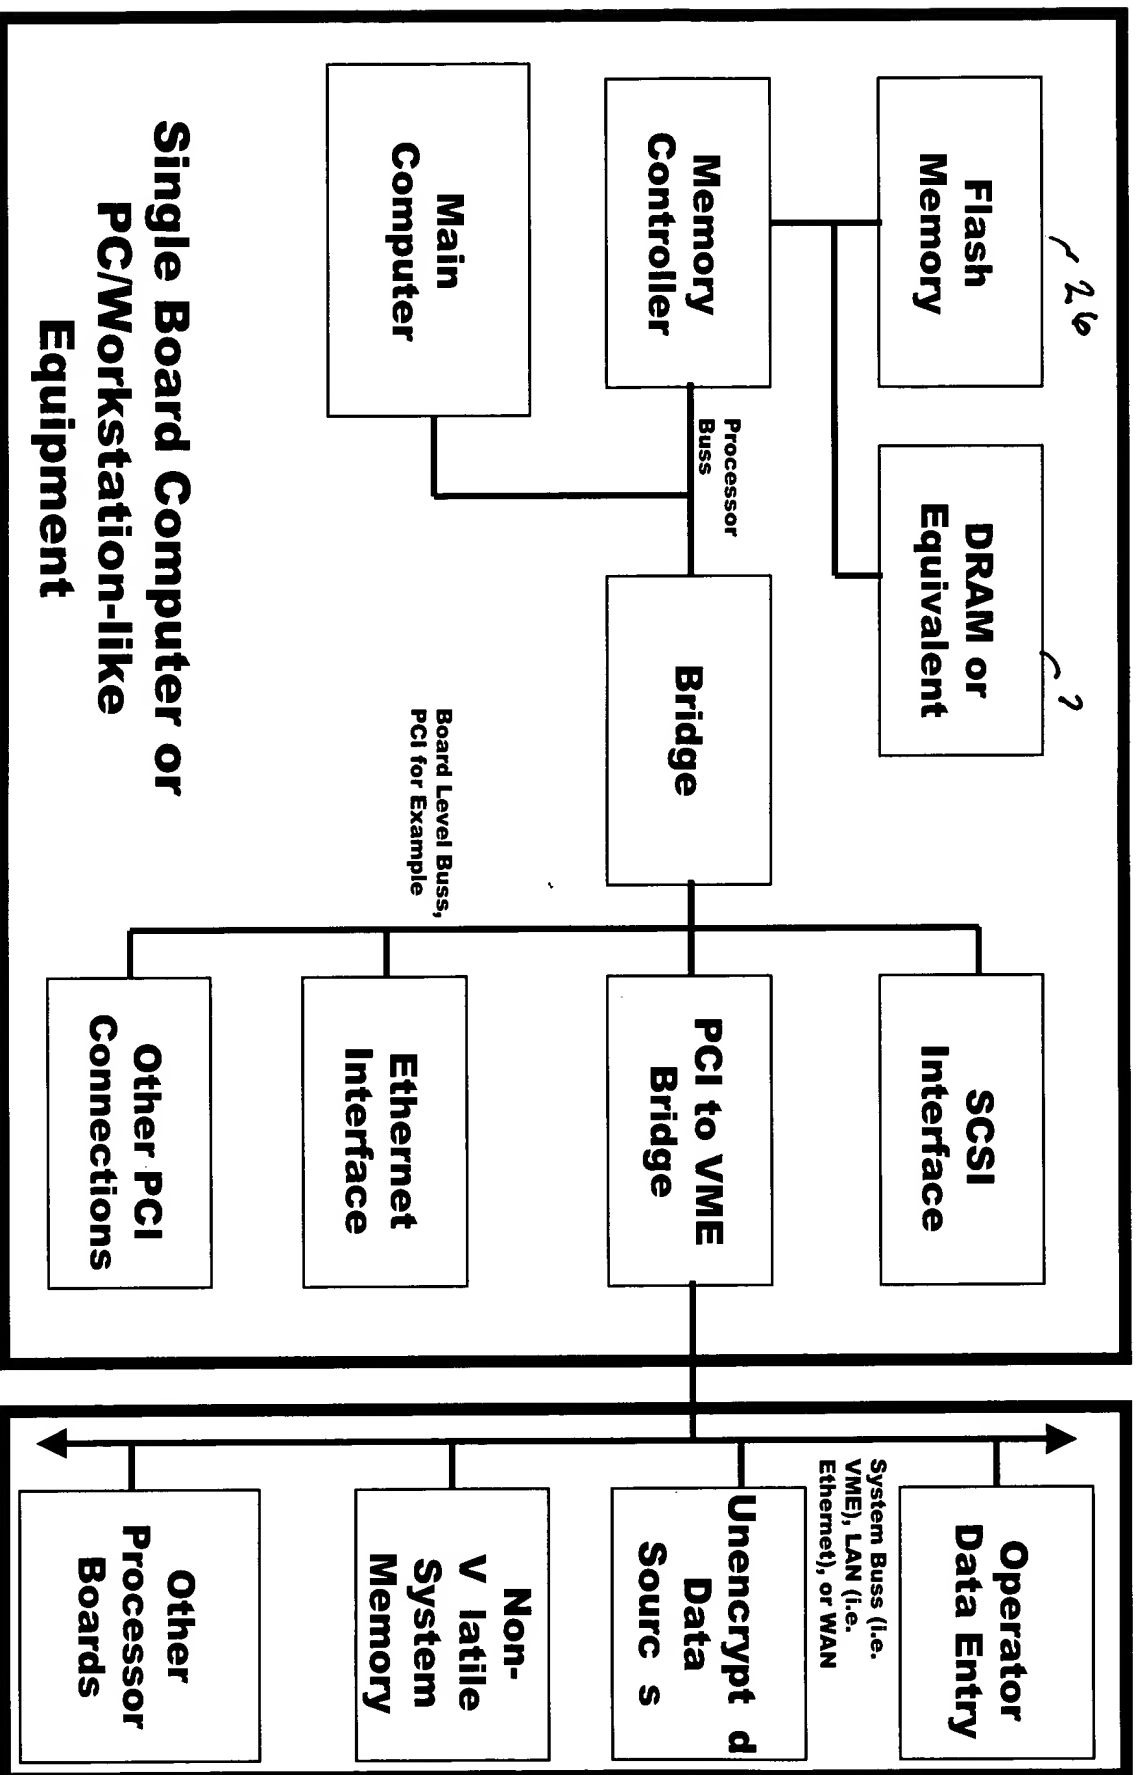 26
?
Flash
Memory
DRAM or
Equivalent
SCSI
Interface
Operator
Data Entry
System Buss (i.e.
VME), LAN (i.e.
Ethernet), or WAN
Memory
Controller
Processor
Buss
Bridge
PCI to VME
Bridge
Unencrypt d
Data
Sourc s
Main
Computer
Board Level Buss,
PCI for Example
Ethernet
Interface
Non-
V latile
System
Memory
Other PCI
Connections
Other
Processor
Boards
Single Board Computer or
PC/Workstation-like
Equipment